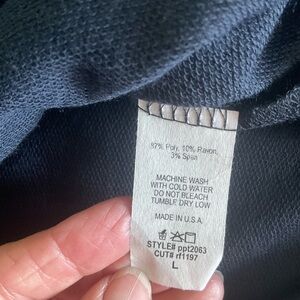 87% Poly, 10% Rayon,
3% Span
MACHINE WASH
WITH COLD WATER
DO NOT BLEACH
TUMBLE DRY LOW
MADE IN U.S.A.
STYLE# ppt2063
CUT# rf1197
L